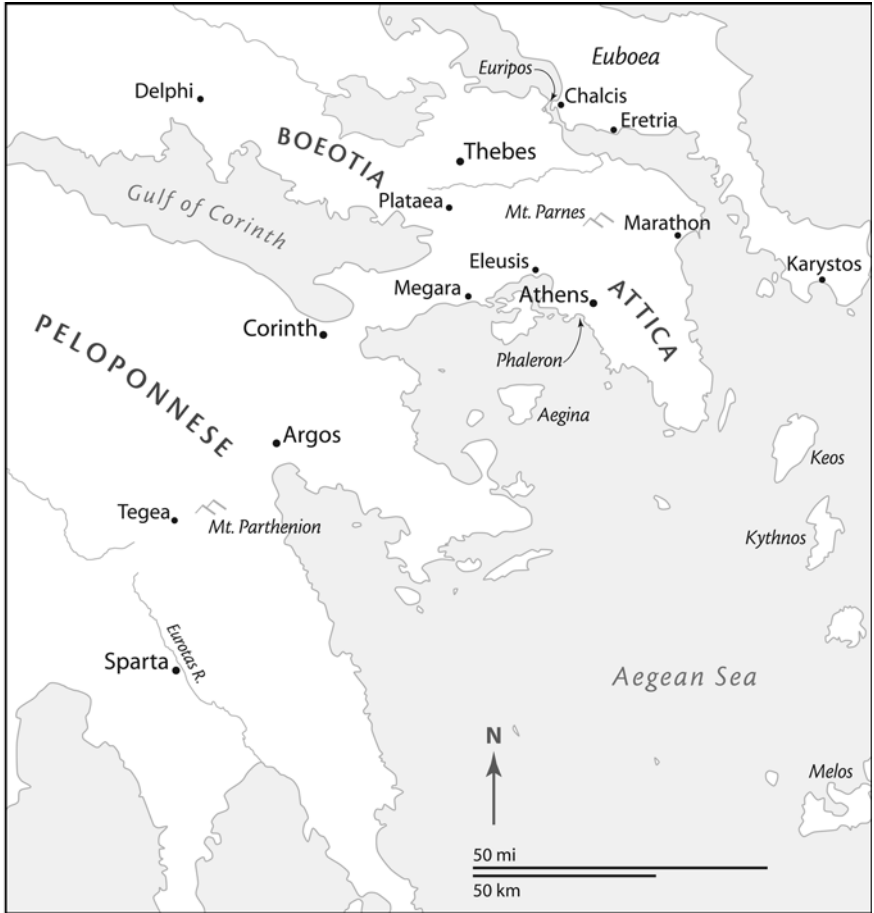 Euboea
Euripos
Delphi
Chalcis
Eretria
BOEOTIA
Thebes
Gulf of Corinth
Plataea
Mt. Parnes
Marathon
Eleusis
Karystos
Megara
Athens
ATTICA
Corinth
PELOPONNESE
Phaleron
Aegina
Argos
Keos
Tegea
Mt. Parthenion
Kythnos
Eurotas R.
Sparta
Aegean Sea
N
Melos
50 mi
50 km